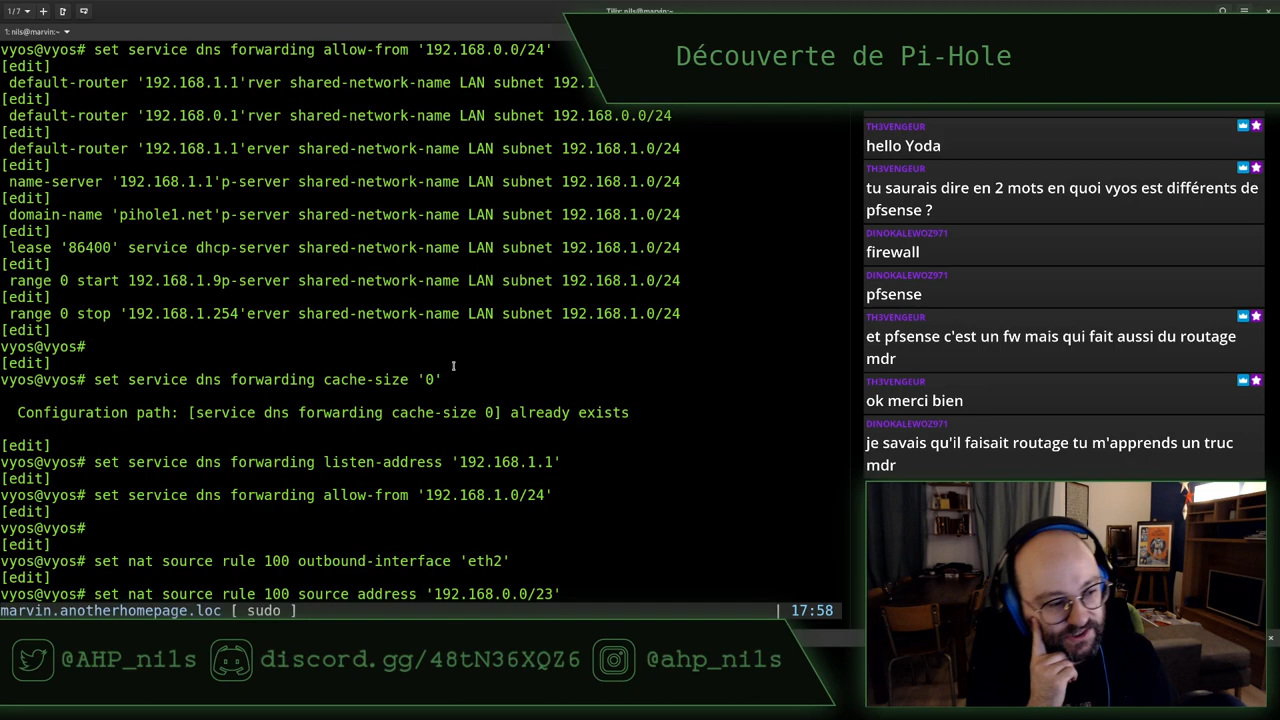 1/7
Tilix: nils@marvin:~
1: nils@marvin:~
vyos@vyos# set service dns forwarding allow-from '192.168.0.0/24'
[edit]
 default-router '192.168.1.1'rver shared-network-name LAN subnet 192.1
[edit]
 default-router '192.168.0.1'rver shared-network-name LAN subnet 192.168.0.0/24
[edit]
 default-router '192.168.1.1'erver shared-network-name LAN subnet 192.168.1.0/24
[edit]
 name-server '192.168.1.1'p-server shared-network-name LAN subnet 192.168.1.0/24
[edit]
 domain-name 'pihole1.net'p-server shared-network-name LAN subnet 192.168.1.0/24
[edit]
 lease '86400' service dhcp-server shared-network-name LAN subnet 192.168.1.0/24
[edit]
 range 0 start 192.168.1.9p-server shared-network-name LAN subnet 192.168.1.0/24
[edit]
 range 0 stop '192.168.1.254'erver shared-network-name LAN subnet 192.168.1.0/24
[edit]
vyos@vyos#
[edit]
vyos@vyos# set service dns forwarding cache-size '0'
  Configuration path: [service dns forwarding cache-size 0] already exists
[edit]
vyos@vyos# set service dns forwarding listen-address '192.168.1.1'
[edit]
vyos@vyos# set service dns forwarding allow-from '192.168.1.0/24'
[edit]
vyos@vyos#
[edit]
vyos@vyos# set nat source rule 100 outbound-interface 'eth2'
[edit]
vyos@vyos# set nat source rule 100 source address '192.168.0.0/23'
marvin.anotherhomepage.loc [ sudo ] | 17:58
Découverte de Pi-Hole
TH3VENGEUR
hello Yoda
TH3VENGEUR
tu saurais dire en 2 mots en quoi vyos est différents de
pfsense ?
DINOKALEWOZ971
firewall
DINOKALEWOZ971
pfsense
TH3VENGEUR
et pfsense c'est un fw mais qui fait aussi du routage
mdr
TH3VENGEUR
ok merci bien
DINOKALEWOZ971
je savais qu'il faisait routage tu m'apprends un truc
mdr
@AHP_nils discord.gg/48tN36XQZ6 @ahp_nils